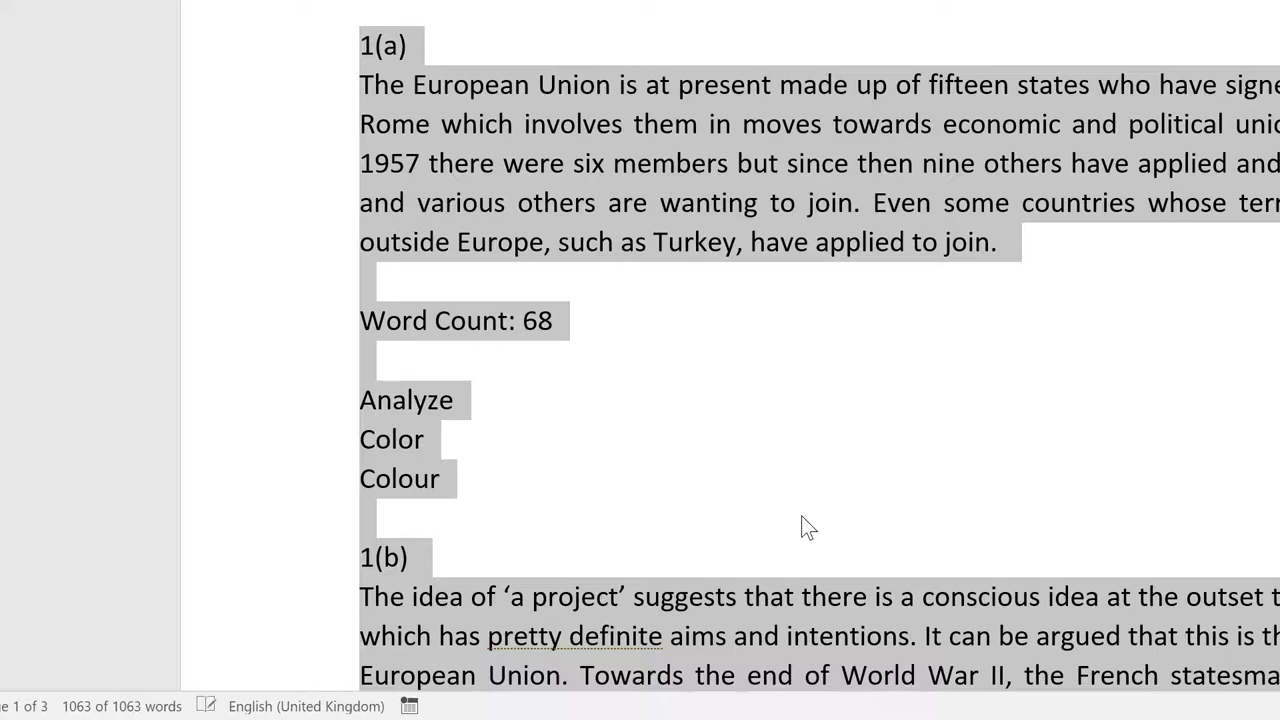 1(a)
The European Union is at present made up of fifteen states who have
Rome which involves them in moves towards economic and political
1957 there were six members but since then nine others have applied and
and various others are wanting to join. Even some countries whose
outside Europe, such as Turkey, have applied to join.
Word Count: 68
Analyze
Color
Colour
1(b)
The idea of ‘a project’ suggests that there is a conscious idea at the outset
which has pretty definite aims and intentions. It can be argued that this is
European Union. Towards the end of World War II, the French
1 of 3 1063 of 1063 words English (United Kingdom)